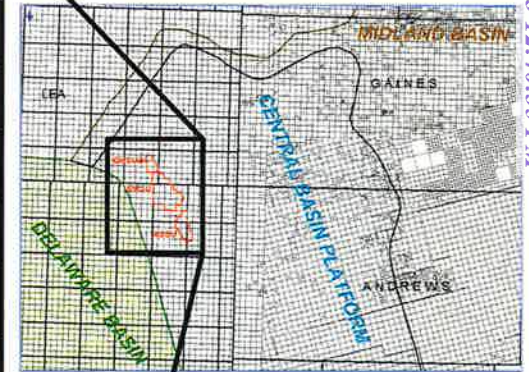 MIDLAND BASIN
GAINES
LEA
CENTRAL BASIN PLATFORM
DELAWARE BASIN
ANDREWS